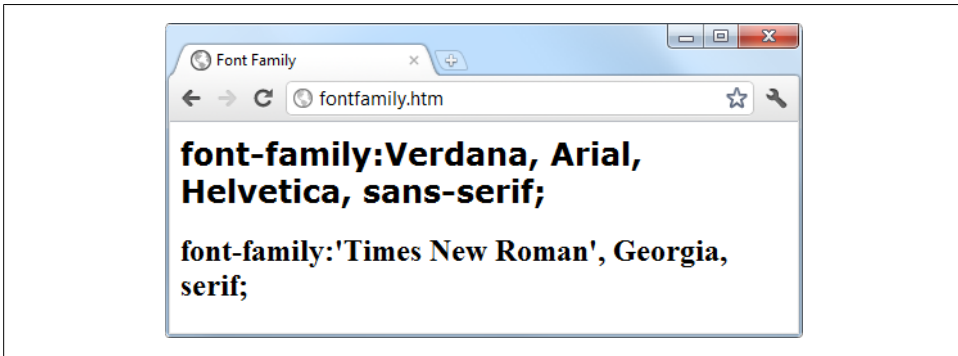 Font Family
fontfamily.htm
font-family:Verdana, Arial,
Helvetica, sans-serif;
font-family:'Times New Roman', Georgia,
serif;